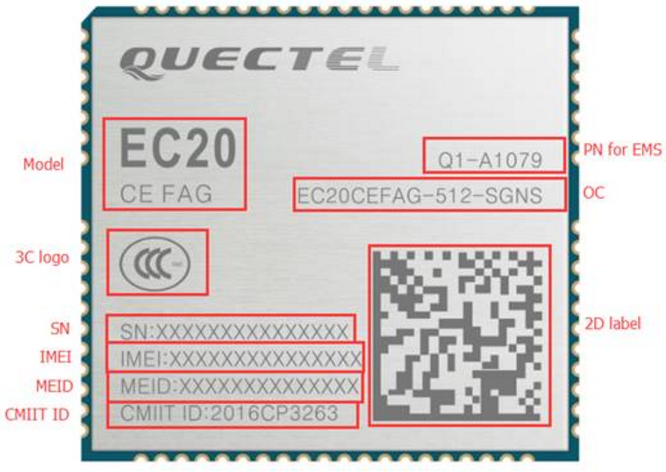 QUECTEL
Model
EC20
CE FAG
Q1-A1079
PN for EMS
EC20CEFAG-512-SGNS
OC
3C logo
CCC
2D label
SN
SN:XXXXXXXXXXXXXXX
IMEI
IMEI:XXXXXXXXXXXXXXX
MEID
MEID:XXXXXXXXXXXXXX
CMIIT ID
CMIIT ID:2016CP3263